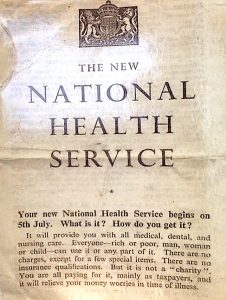 THE NEW
NATIONAL
HEALTH
SERVICE
Your new National Health Service begins on
5th July. What is it? How do you get it?
It will provide you with all medical, dental, and
nursing care. Everyone—rich or poor, man, woman
or child—can use it or any part of it. There are no
charges, except for a few special items. There are no
insurance qualifications. But it is not a “charity”.
You are all paying for it, mainly as taxpayers, and
it will relieve your money worries in time of illness.